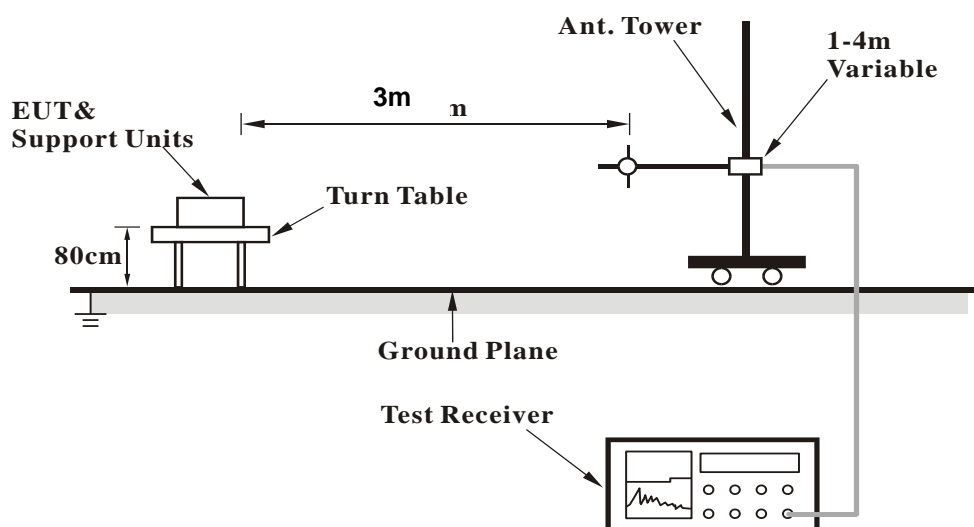 Ant. Tower
1-4m
Variable
3m
EUT&
Support Units
Turn Table
80cm
Ground Plane
Test Receiver